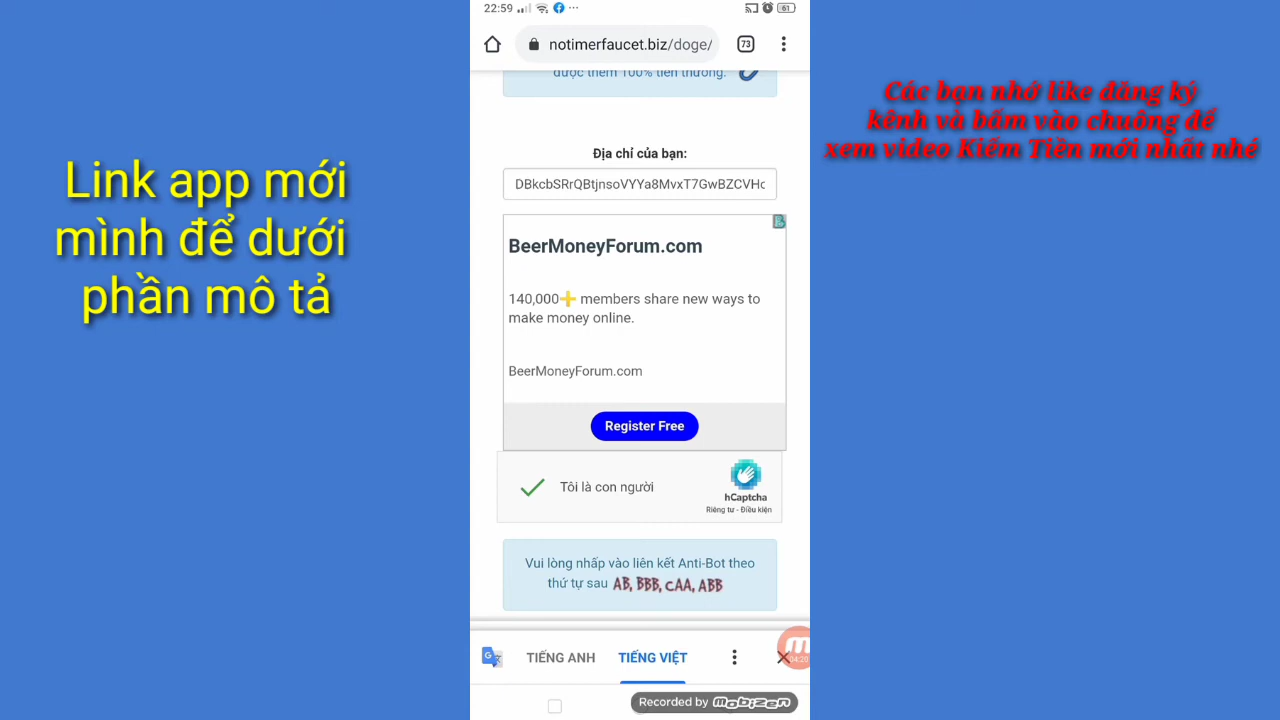 22:59
61
notimerfaucet.biz/doge/
73
được thêm 100% tiền thưởng.
Các bạn nhớ like đăng ký
kênh và bấm vào chuông để
xem video Kiếm Tiền mới nhất nhé
Link app mới
mình để dưới
phần mô tả
Địa chỉ của bạn:
DBkcbSRrQBtjnsoVYYa8MvxT7GwBZCVHc
BeerMoneyForum.com
140,000➕ members share new ways to
make money online.
BeerMoneyForum.com
Register Free
Tôi là con người
hCaptcha
Riêng tư - Điều kiện
Vui lòng nhấp vào liên kết Anti-Bot theo
thứ tự sau AB, BBB, CAA, ABB
TIẾNG ANH TIẾNG VIỆT
04:20
Recorded by MOBIZEN